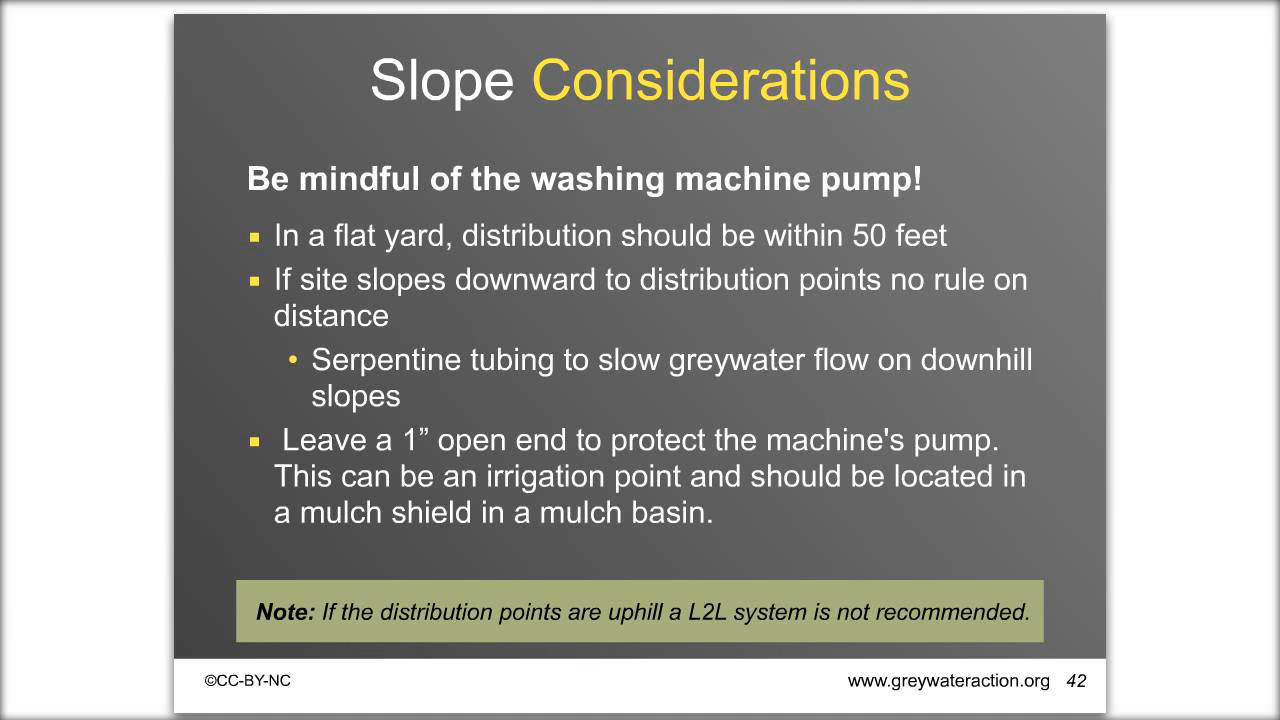 Slope Considerations
Be mindful of the washing machine pump!
▪ In a flat yard, distribution should be within 50 feet
▪ If site slopes downward to distribution points no rule on
distance
• Serpentine tubing to slow greywater flow on downhill
slopes
▪ Leave a 1” open end to protect the machine's pump.
This can be an irrigation point and should be located in
a mulch shield in a mulch basin.
Note: If the distribution points are uphill a L2L system is not recommended.
©CC-BY-NC
www.greywateraction.org 42